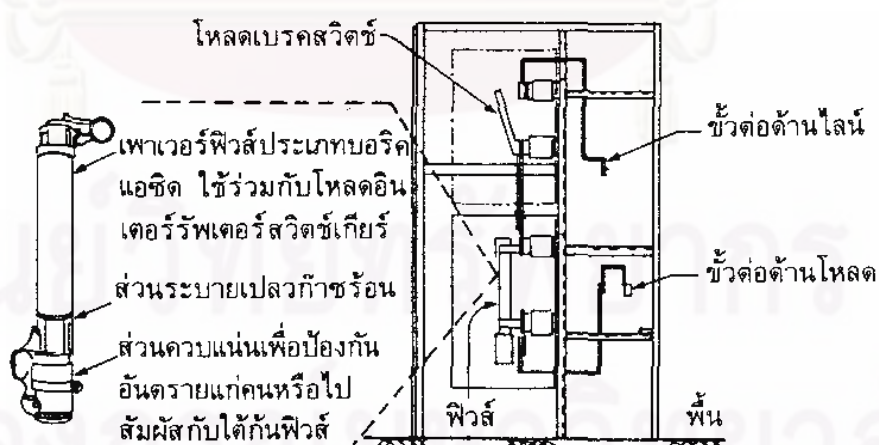 โหลดเบรคสวิตช์
เพาเวอร์ฟิวส์ประเภทบอริค
แอซิด ใช้ร่วมกับโหลดอิน
เตอร์รัพเตอร์สวิตช์เกียร์
ส่วนระบายเปลวก๊าซร้อน
ส่วนควบแน่นเพื่อป้องกัน
อันตรายแก่คนหรือไป
สัมผัสกับใต้ก้นฟิวส์
ขั้วต่อด้านไลน์
ขั้วต่อด้านโหลด
ฟิวส์
พื้น